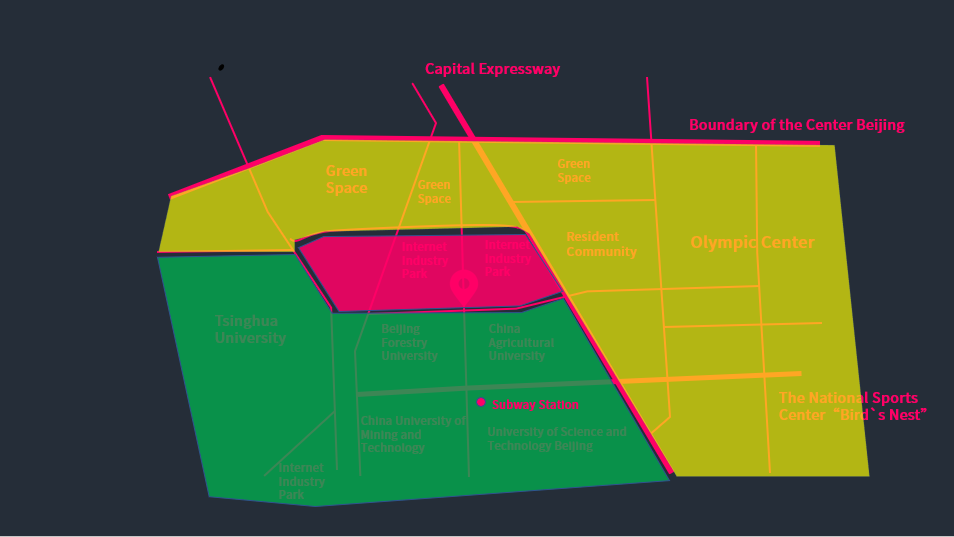 Capital Expressway
Boundary of the Center Beijing
Green
Space
Green
Space
Green
Space
Internet
Industry
Park
Internet
Industry
Park
Resident
Community
Olympic Center
Tsinghua
University
Beijing
Forestry
University
China
Agricultural
University
The National Sports
Center “Bird`s Nest”
Subway Station
China University of
Mining and
Technology
University of Science and
Technology Beijing
Internet
Industry
Park